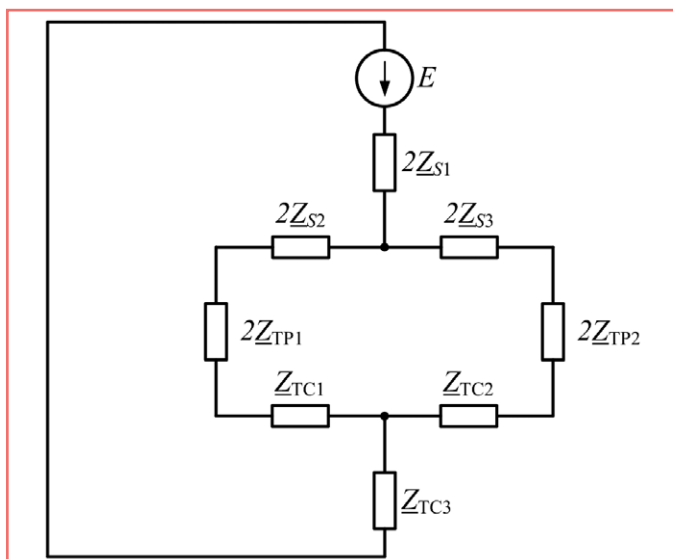 E
2Z_S1
2Z_S2
2Z_S3
2Z_TP1
2Z_TP2
Z_TC1
Z_TC2
Z_TC3